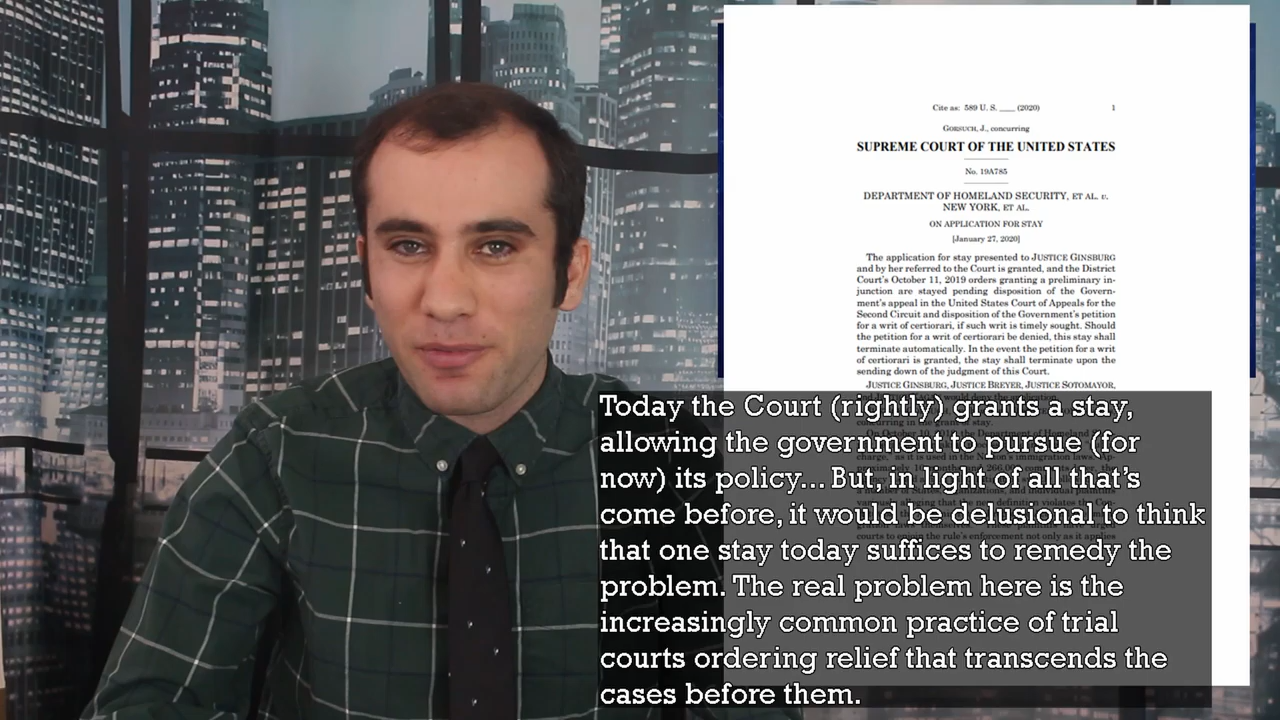 Cite as: 589 U. S. ____ (2020) 1
GORSUCH, J., concurring
SUPREME COURT OF THE UNITED STATES
No. 19A785
DEPARTMENT OF HOMELAND SECURITY, ET AL. v.
NEW YORK, ET AL.
ON APPLICATION FOR STAY
[January 27, 2020]
The application for stay presented to JUSTICE GINSBURG
and by her referred to the Court is granted, and the District
Court's October 11, 2019 orders granting a preliminary in-
junction are stayed pending disposition of the Govern-
ment's appeal in the United States Court of Appeals for the
Second Circuit and disposition of the Government's petition
for a writ of certiorari, if such writ is timely sought. Should
the petition for a writ of certiorari be denied, this stay shall
terminate automatically. In the event the petition for a writ
of certiorari is granted, the stay shall terminate upon the
sending down of the judgment of this Court.
JUSTICE GINSBURG, JUSTICE BREYER, JUSTICE SOTOMAYOR,
Today the Court (rightly) grants a stay,
allowing the government to pursue (for
now) its policy... But, in light of all that's
come before, it would be delusional to think
that one stay today suffices to remedy the
problem. The real problem here is the
increasingly common practice of trial
courts ordering relief that transcends the
cases before them.